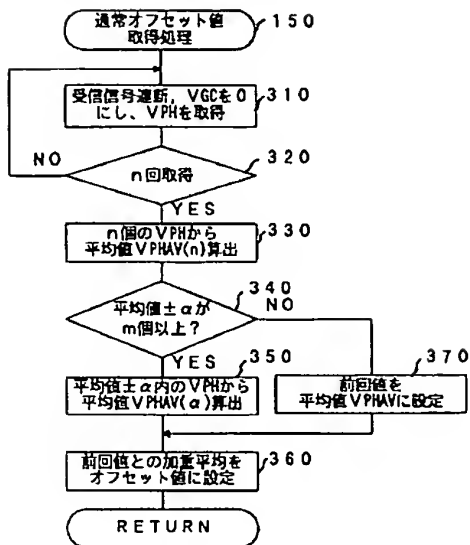 通常オフセット値
取得処理
150
受信信号遮断,VGCを0
にし、VPHを取得
310
NO
320
n回取得
YES
n個のVPHから
平均値VPHAV(n)算出
330
340
平均値±αが
m個以上?
NO
YES
350
平均値±α内のVPHから
平均値VPHAV(α)算出
370
前回値を
平均値VPHAVに設定
前回値との加重平均を
オフセット値に設定
360
RETURN